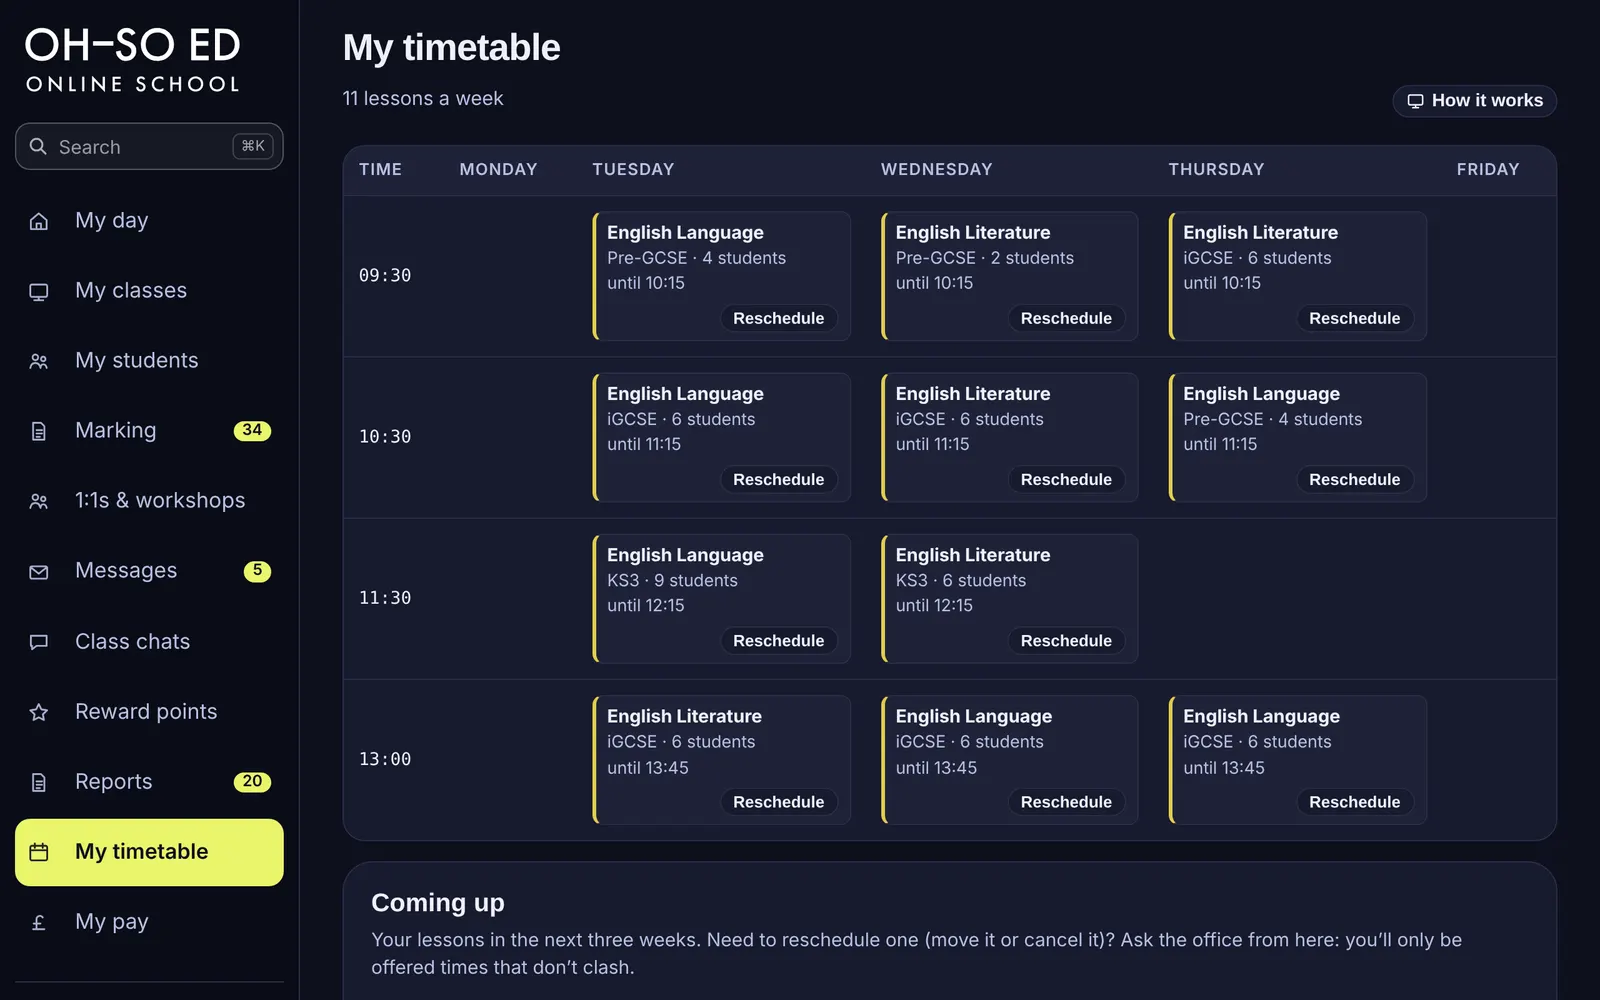 OH-SO ED
ONLINE SCHOOL
Search
⌘K
My day
My classes
My students
Marking
34
1:1s & workshops
Messages
5
Class chats
Reward points
Reports
20
My timetable
£
My pay
My timetable
11 lessons a week
How it works
TIME MONDAY TUESDAY WEDNESDAY THURSDAY FRIDAY
09:30
English Language
Pre-GCSE · 4 students
until 10:15
Reschedule
English Literature
Pre-GCSE · 2 students
until 10:15
Reschedule
English Literature
iGCSE · 6 students
until 10:15
Reschedule
10:30
English Language
iGCSE · 6 students
until 11:15
Reschedule
English Literature
iGCSE · 6 students
until 11:15
Reschedule
English Language
Pre-GCSE · 4 students
until 11:15
Reschedule
11:30
English Language
KS3 · 9 students
until 12:15
Reschedule
English Literature
KS3 · 6 students
until 12:15
Reschedule
13:00
English Literature
iGCSE · 6 students
until 13:45
Reschedule
English Language
iGCSE · 6 students
until 13:45
Reschedule
English Language
iGCSE · 6 students
until 13:45
Reschedule
Coming up
Your lessons in the next three weeks. Need to reschedule one (move it or cancel it)? Ask the office from here: you’ll only be
offered times that don’t clash.